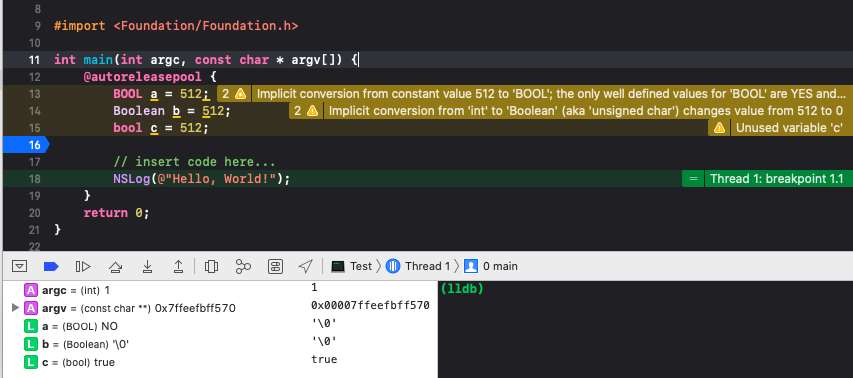 8
9 #import <Foundation/Foundation.h>
10
11 int main(int argc, const char * argv[]) {
12 @autoreleasepool {
13 BOOL a = 512; 2 Implicit conversion from constant value 512 to 'BOOL'; the only well defined values for 'BOOL' are YES and...
14 Boolean b = 512; 2 Implicit conversion from 'int' to 'Boolean' (aka 'unsigned char') changes value from 512 to 0
15 bool c = 512; Unused variable 'c'
16
17 // insert code here...
18 NSLog(@"Hello, World!"); = Thread 1: breakpoint 1.1
19 }
20 return 0;
21 }
22
Test Thread 1 0 main
A argc = (int) 1 1
A argv = (const char **) 0x7ffeefbff570 0x00007ffeefbff570
L a = (BOOL) NO '\0'
L b = (Boolean) '\0' '\0'
L c = (bool) true true
(lldb)